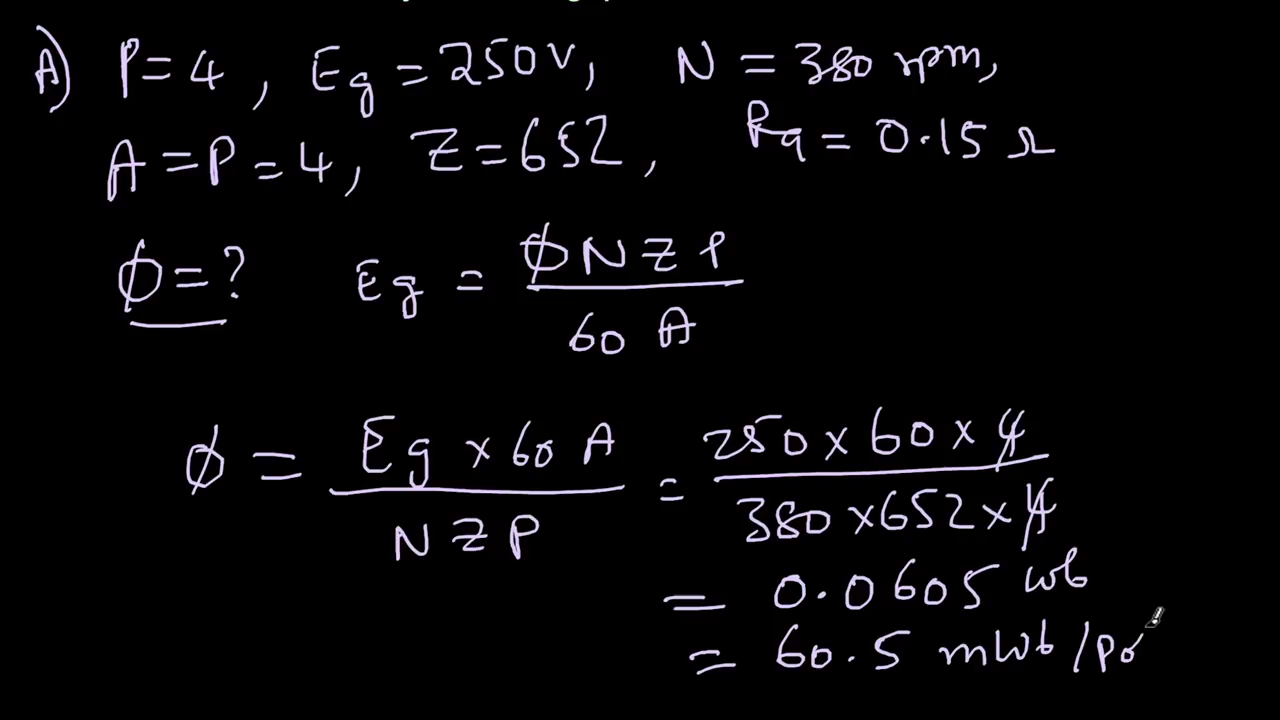 A) P = 4 , Eg = 250V, N = 380 rpm,
A = P = 4, Z = 652, Ra = 0.15 Ω
Φ = ? Eg = ΦNZP / 60 A
Φ = Eg × 60 A / NZP = 250 × 60 × 4 / 380 × 652 × 4
= 0.0605 wb
= 60.5 mWb /Po